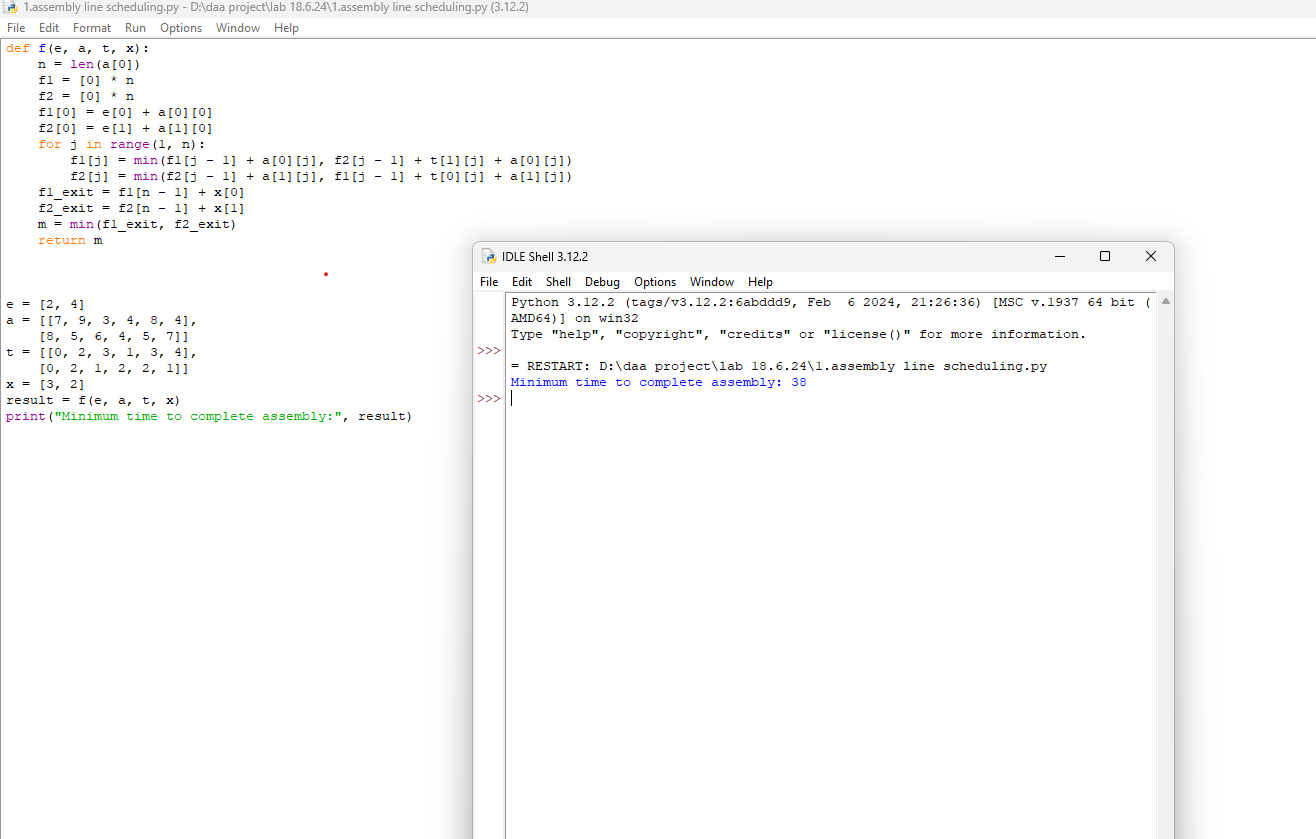 1.assembly line scheduling.py - D:\daa project\lab 18.6.24\1.assembly line scheduling.py (3.12.2)
File Edit Format Run Options Window Help
def f(e, a, t, x):
    n = len(a[0])
    f1 = [0] * n
    f2 = [0] * n
    f1[0] = e[0] + a[0][0]
    f2[0] = e[1] + a[1][0]
    for j in range(1, n):
        f1[j] = min(f1[j - 1] + a[0][j], f2[j - 1] + t[1][j] + a[0][j])
        f2[j] = min(f2[j - 1] + a[1][j], f1[j - 1] + t[0][j] + a[1][j])
    f1_exit = f1[n - 1] + x[0]
    f2_exit = f2[n - 1] + x[1]
    m = min(f1_exit, f2_exit)
    return m
e = [2, 4]
a = [[7, 9, 3, 4, 8, 4],
    [8, 5, 6, 4, 5, 7]]
t = [[0, 2, 3, 1, 3, 4],
    [0, 2, 1, 2, 2, 1]]
x = [3, 2]
result = f(e, a, t, x)
print("Minimum time to complete assembly:", result)
IDLE Shell 3.12.2
File Edit Shell Debug Options Window Help
Python 3.12.2 (tags/v3.12.2:6abddd9, Feb  6 2024, 21:26:36) [MSC v.1937 64 bit (
AMD64)] on win32
Type "help", "copyright", "credits" or "license()" for more information.
>>>
= RESTART: D:\daa project\lab 18.6.24\1.assembly line scheduling.py
Minimum time to complete assembly: 38
>>>